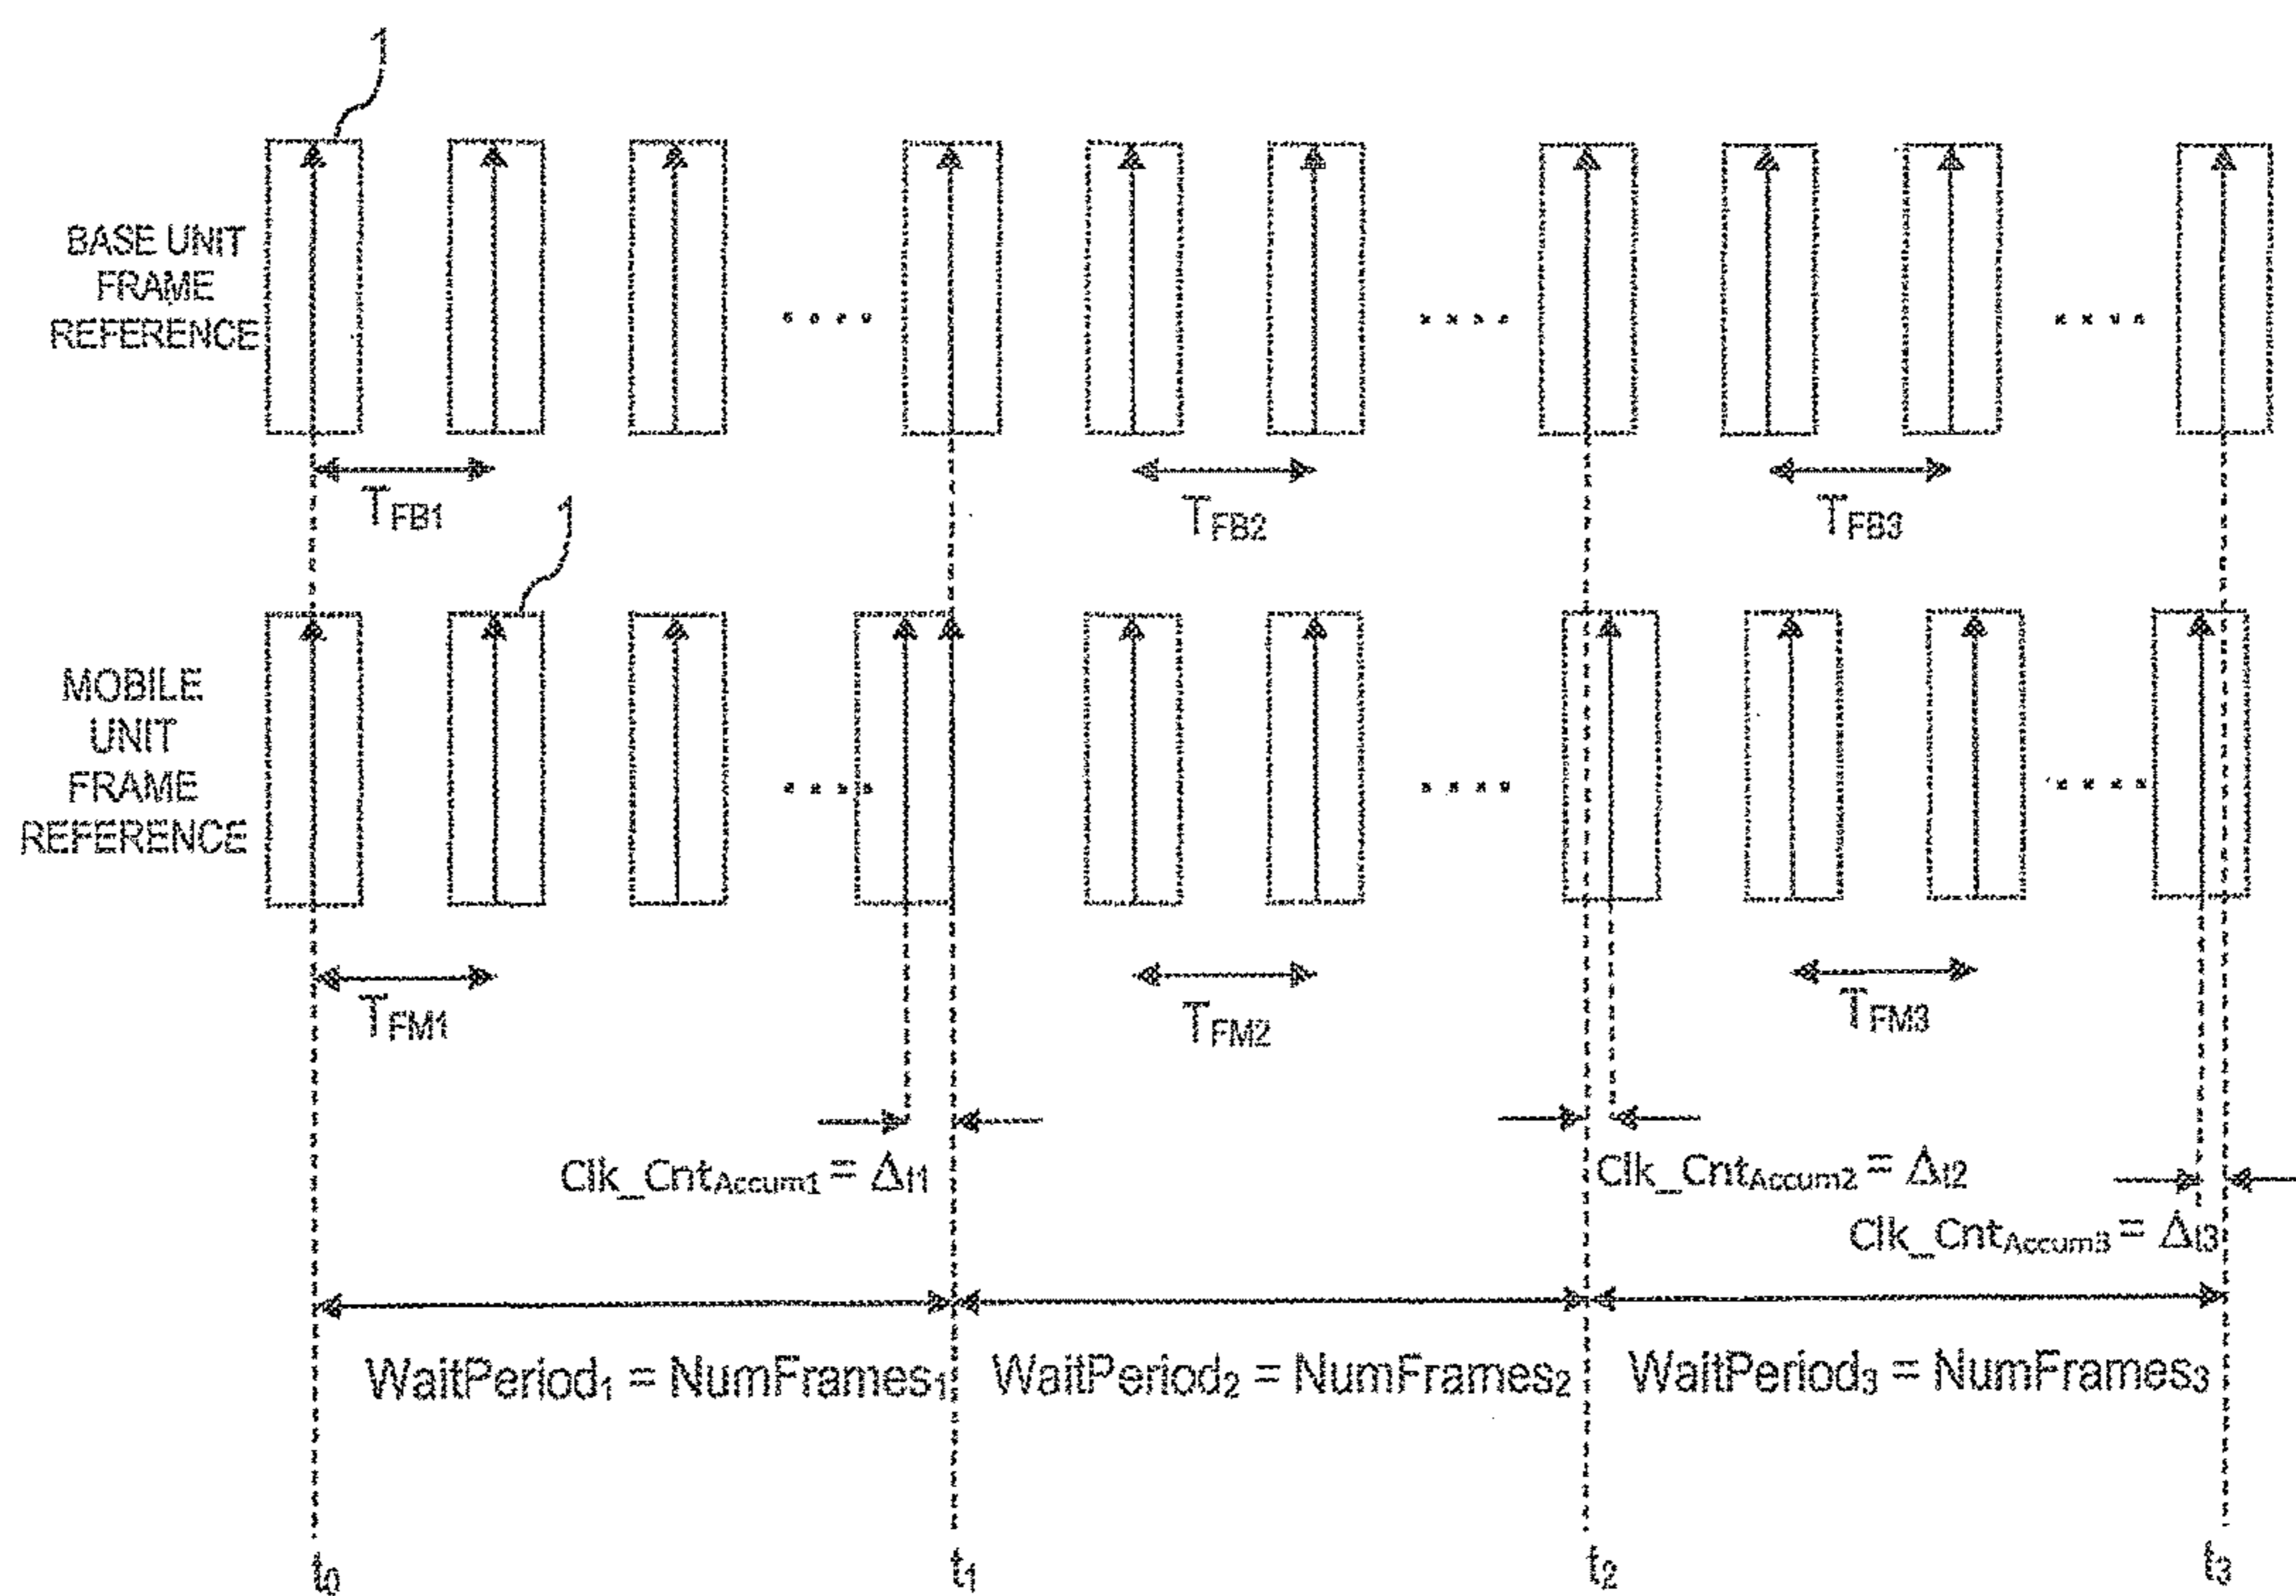 1
BASE UNIT
FRAME
REFERENCE
TFB1
TFB2
TFB3
1
MOBILE
UNIT
FRAME
REFERENCE
TFM1
TFM2
TFM3
Clk_CntAccum1 = Δt1
Clk_CntAccum2 = Δt2
Clk_CntAccum3 = Δt3
WaitPeriod1 = NumFrames1
WaitPeriod2 = NumFrames2
WaitPeriod3 = NumFrames3
t0
t1
t2
t3